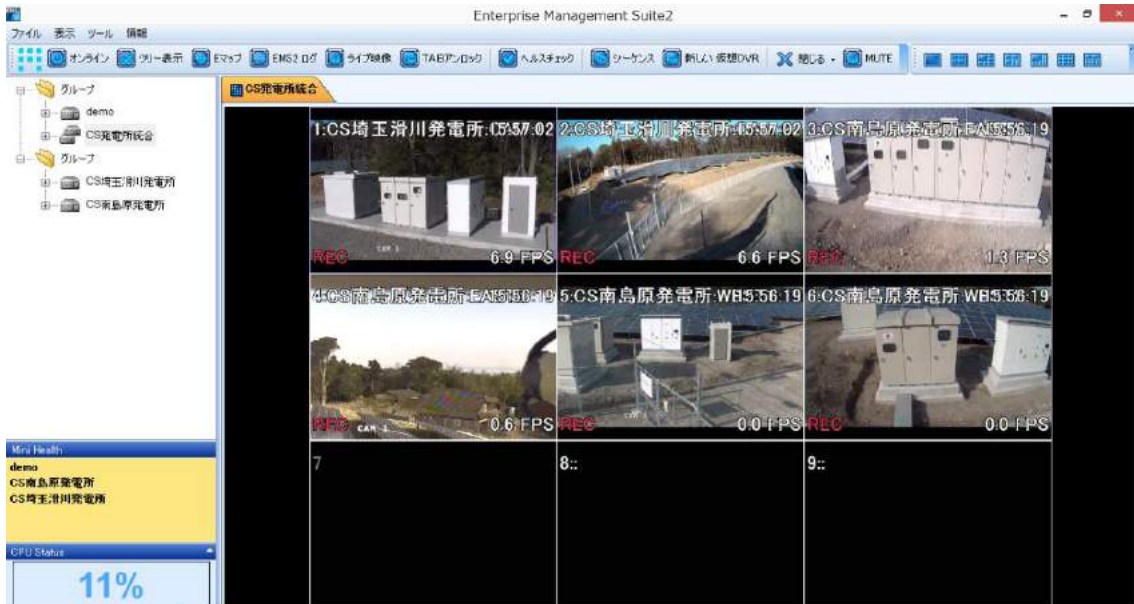 Enterprise Management Suite2
ファイル 表示 ツール 情報
オンライン ツリー表示 Eマップ EMS2 ログ ライブ映像 TABアンロック ヘルスチェック シーケンス 新しい仮想DVR 閉じる MUTE
グループ
demo
CS発電所統合
グループ
CS埼玉滑川発電所
CS南島原発電所
CS発電所統合
1:CS埼玉滑川発電所:
CAM 1
REC 6.9 FPS
2:CS埼玉滑川発電所:
REC 6.6 FPS
3:CS南島原発電所:
REC 1.3 FPS
4:CS南島原発電所:
REC CAM 1 0.6 FPS
5:CS南島原発電所:
CAM 1
REC 0.0 FPS
6:CS南島原発電所:
REC 0.0 FPS
7
8::
9::
Mini Health
demo
CS南島原発電所
CS埼玉滑川発電所
CPU Status
11%